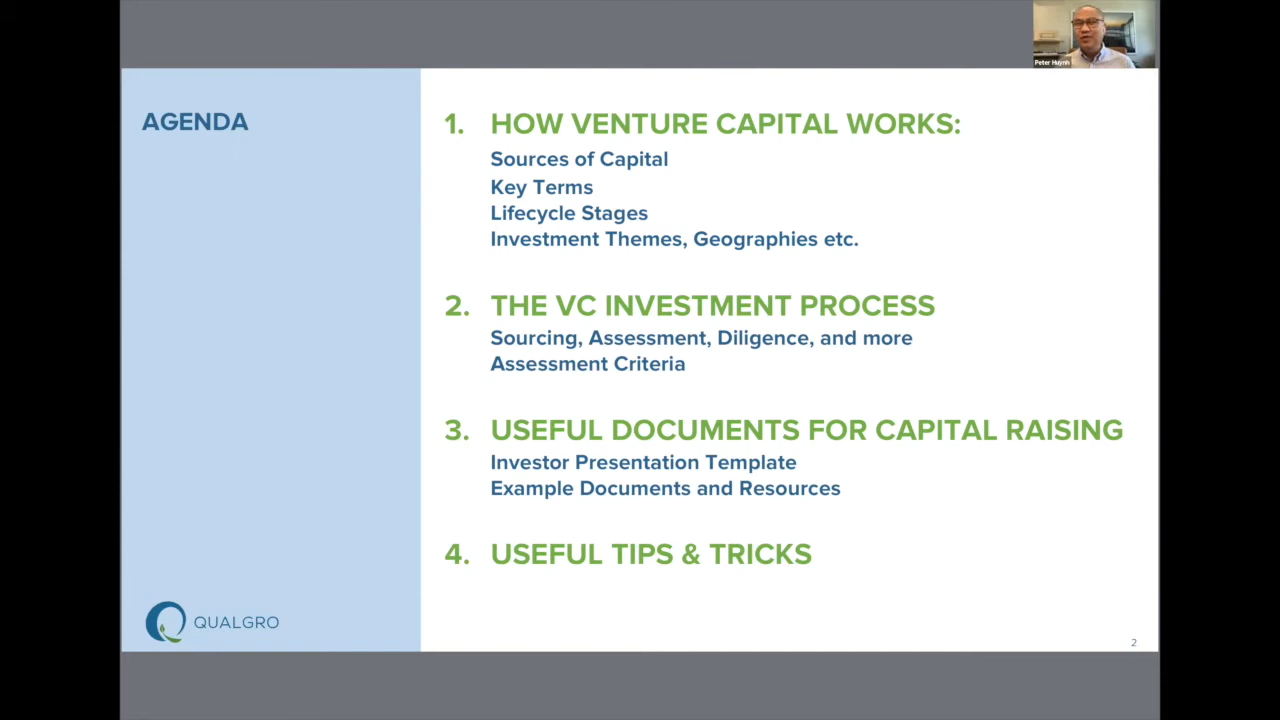 Peter Huynh
AGENDA
1. HOW VENTURE CAPITAL WORKS:
Sources of Capital
Key Terms
Lifecycle Stages
Investment Themes, Geographies etc.
2. THE VC INVESTMENT PROCESS
Sourcing, Assessment, Diligence, and more
Assessment Criteria
3. USEFUL DOCUMENTS FOR CAPITAL RAISING
Investor Presentation Template
Example Documents and Resources
4. USEFUL TIPS & TRICKS
QUALGRO
2